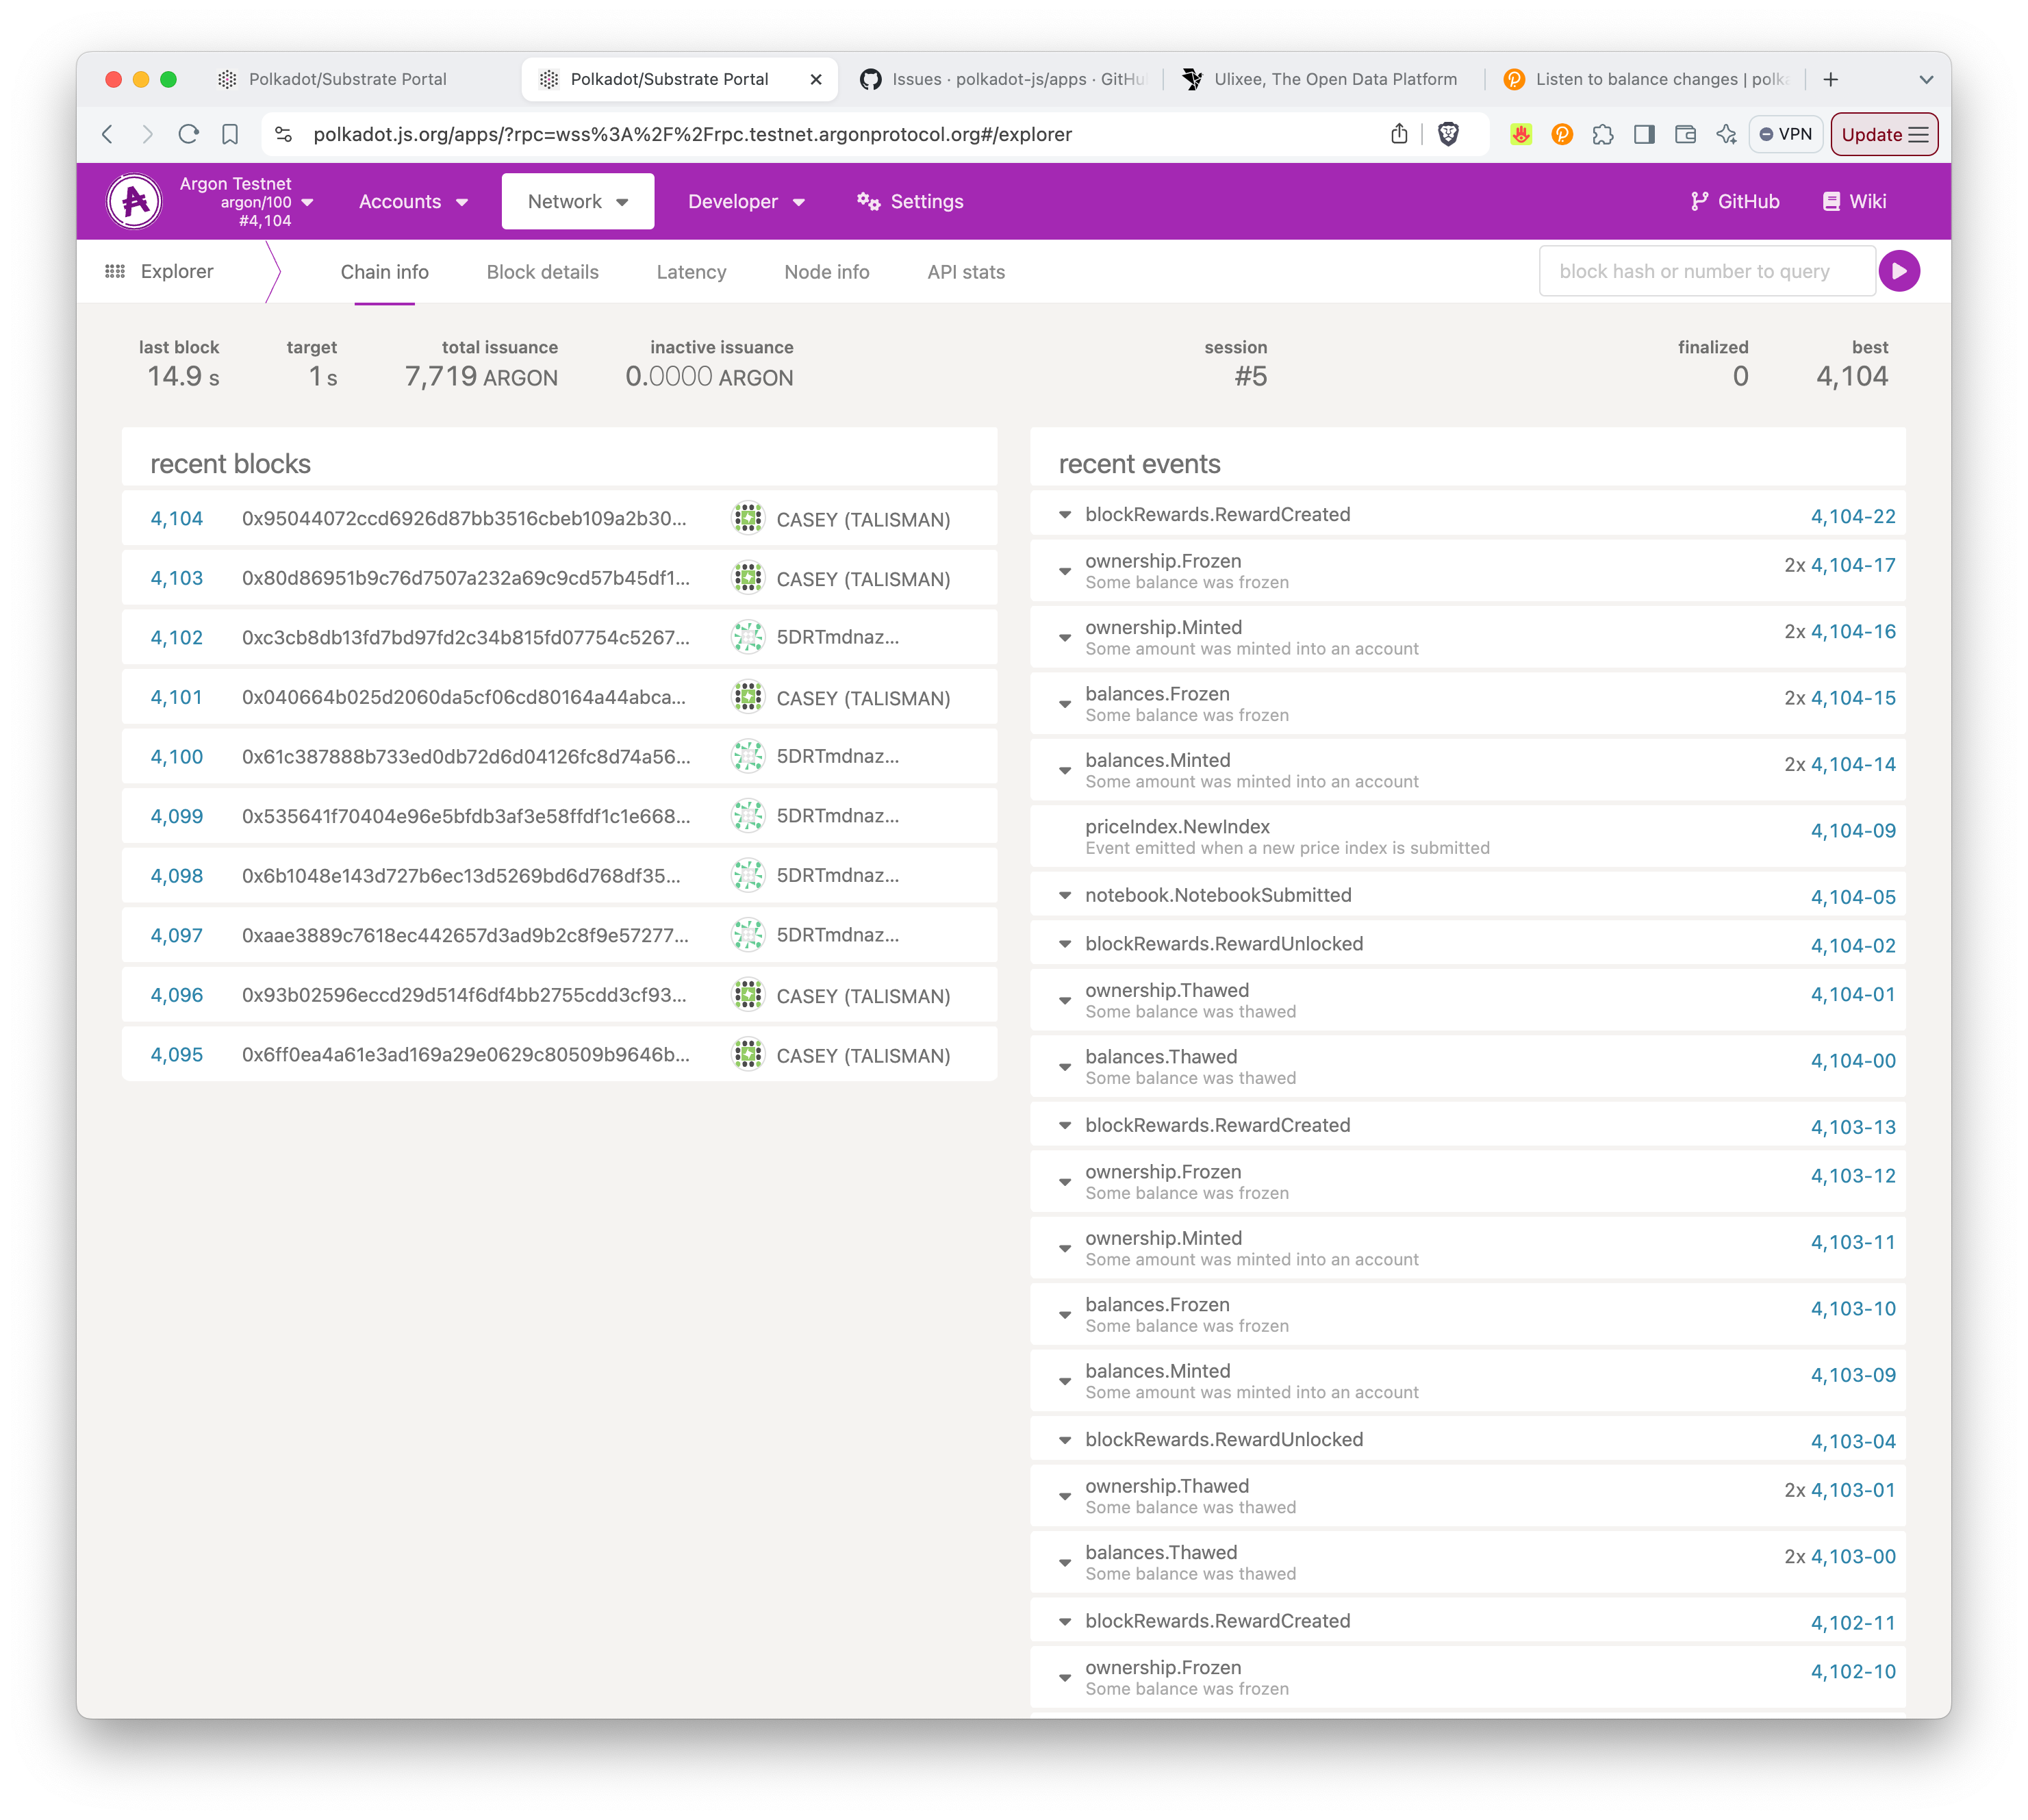 Polkadot/Substrate Portal
Polkadot/Substrate Portal
Issues · polkadot-js/apps · GitHu
Ulixee, The Open Data Platform
Listen to balance changes | polk
polkadot.js.org/apps/?rpc=wss%3A%2F%2Frpc.testnet.argonprotocol.org#/explorer
VPN
Update
Argon Testnet
argon/100
#4,104
Accounts
Network
Developer
Settings
GitHub
Wiki
Explorer
Chain info
Block details
Latency
Node info
API stats
block hash or number to query
last block
14.9 s
target
1 s
total issuance
7,719 ARGON
inactive issuance
0.0000 ARGON
session
#5
finalized
0
best
4,104
recent blocks
4,104 0x95044072ccd6926d87bb3516cbeb109a2b30... CASEY (TALISMAN)
4,103 0x80d86951b9c76d7507a232a69c9cd57b45df1... CASEY (TALISMAN)
4,102 0xc3cb8db13fd7bd97fd2c34b815fd07754c5267... 5DRTmdnaz...
4,101 0x040664b025d2060da5cf06cd80164a44abca... CASEY (TALISMAN)
4,100 0x61c387888b733ed0db72d6d04126fc8d74a56... 5DRTmdnaz...
4,099 0x535641f70404e96e5bfdb3af3e58ffdf1c1e668... 5DRTmdnaz...
4,098 0x6b1048e143d727b6ec13d5269bd6d768df35... 5DRTmdnaz...
4,097 0xaae3889c7618ec442657d3ad9b2c8f9e57277... 5DRTmdnaz...
4,096 0x93b02596eccd29d514f6df4bb2755cdd3cf93... CASEY (TALISMAN)
4,095 0x6ff0ea4a61e3ad169a29e0629c80509b9646b... CASEY (TALISMAN)
recent events
blockRewards.RewardCreated 4,104-22
ownership.Frozen 2x 4,104-17
Some balance was frozen
ownership.Minted 2x 4,104-16
Some amount was minted into an account
balances.Frozen 2x 4,104-15
Some balance was frozen
balances.Minted 2x 4,104-14
Some amount was minted into an account
priceIndex.NewIndex 4,104-09
Event emitted when a new price index is submitted
notebook.NotebookSubmitted 4,104-05
blockRewards.RewardUnlocked 4,104-02
ownership.Thawed 4,104-01
Some balance was thawed
balances.Thawed 4,104-00
Some balance was thawed
blockRewards.RewardCreated 4,103-13
ownership.Frozen 4,103-12
Some balance was frozen
ownership.Minted 4,103-11
Some amount was minted into an account
balances.Frozen 4,103-10
Some balance was frozen
balances.Minted 4,103-09
Some amount was minted into an account
blockRewards.RewardUnlocked 4,103-04
ownership.Thawed 2x 4,103-01
Some balance was thawed
balances.Thawed 2x 4,103-00
Some balance was thawed
blockRewards.RewardCreated 4,102-11
ownership.Frozen 4,102-10
Some balance was frozen